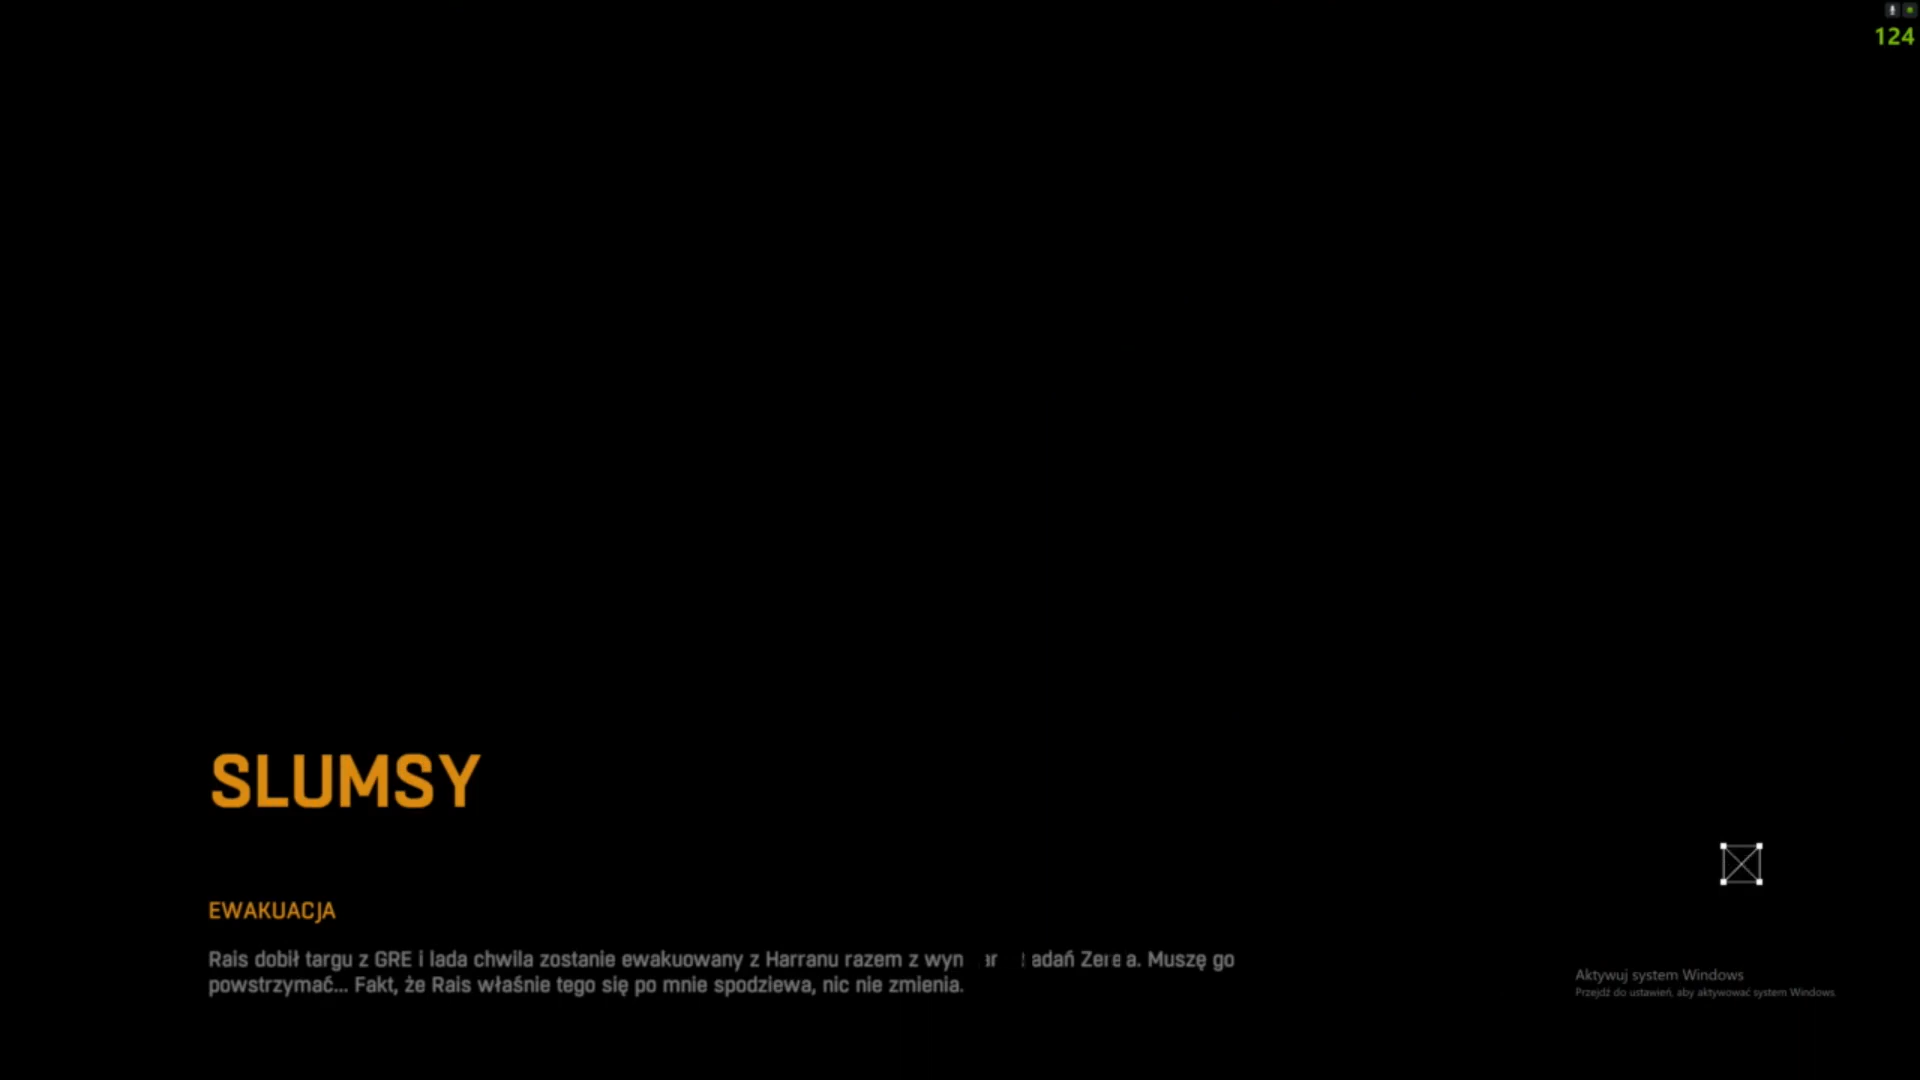 124
SLUMSY
EWAKUACJA
Rais dobił targu z GRE i lada chwila zostanie ewakuowany z Harranu razem z Muszę go
powstrzymać... Fakt, że Rais właśnie tego się po mnie spodziewa, nic nie zmienia.
Aktywuj system Windows
Przejdź do ustawień, aby aktywować system Windows.